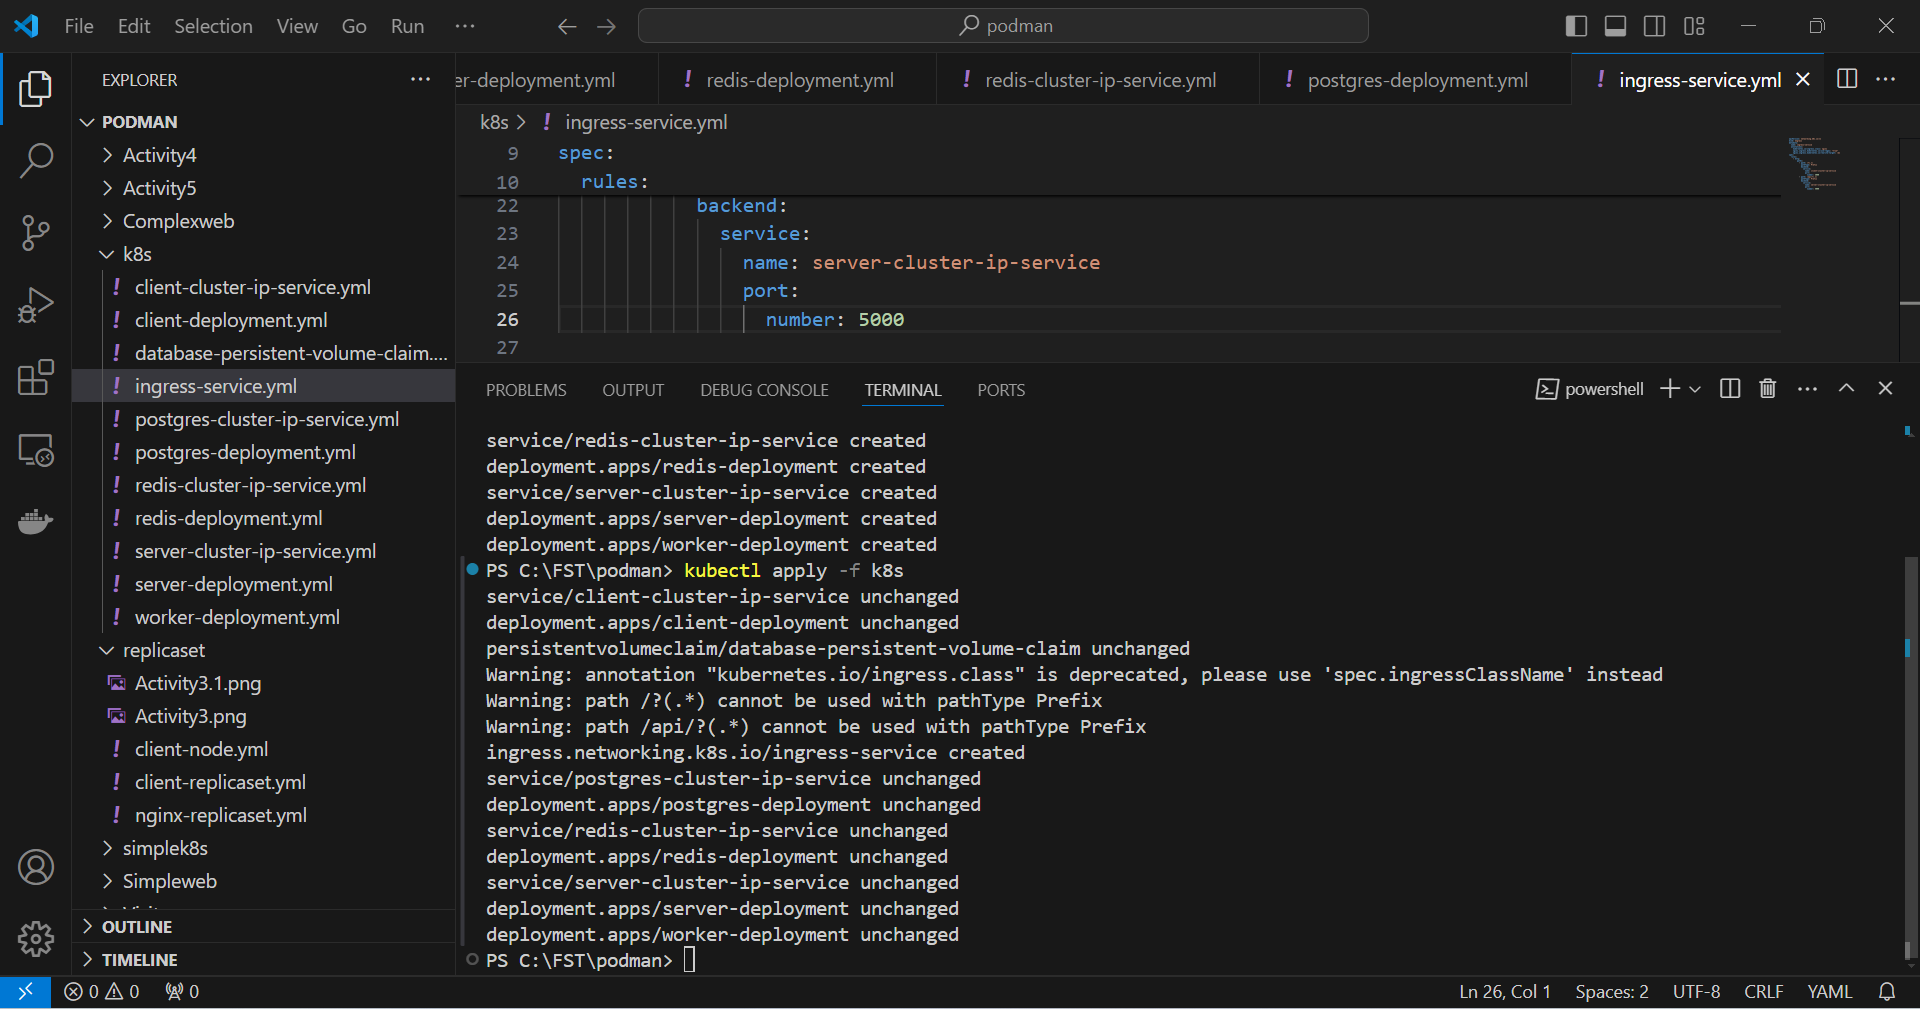 File Edit Selection View Go Run ···
podman
EXPLORER ···
PODMAN
Activity4
Activity5
Complexweb
k8s
! client-cluster-ip-service.yml
! client-deployment.yml
! database-persistent-volume-claim....
! ingress-service.yml
! postgres-cluster-ip-service.yml
! postgres-deployment.yml
! redis-cluster-ip-service.yml
! redis-deployment.yml
! server-cluster-ip-service.yml
! server-deployment.yml
! worker-deployment.yml
replicaset
Activity3.1.png
Activity3.png
! client-node.yml
! client-replicaset.yml
! nginx-replicaset.yml
simplek8s
Simpleweb
OUTLINE
TIMELINE
er-deployment.yml ! redis-deployment.yml ! redis-cluster-ip-service.yml ! postgres-deployment.yml ! ingress-service.yml ···
k8s > ! ingress-service.yml
9 spec:
10 rules:
22 backend:
23 service:
24 name: server-cluster-ip-service
25 port:
26 number: 5000
27
PROBLEMS OUTPUT DEBUG CONSOLE TERMINAL PORTS powershell ···
service/redis-cluster-ip-service created
deployment.apps/redis-deployment created
service/server-cluster-ip-service created
deployment.apps/server-deployment created
deployment.apps/worker-deployment created
PS C:\FST\podman> kubectl apply -f k8s
service/client-cluster-ip-service unchanged
deployment.apps/client-deployment unchanged
persistentvolumeclaim/database-persistent-volume-claim unchanged
Warning: annotation "kubernetes.io/ingress.class" is deprecated, please use 'spec.ingressClassName' instead
Warning: path /?(.*) cannot be used with pathType Prefix
Warning: path /api/?(.*) cannot be used with pathType Prefix
ingress.networking.k8s.io/ingress-service created
service/postgres-cluster-ip-service unchanged
deployment.apps/postgres-deployment unchanged
service/redis-cluster-ip-service unchanged
deployment.apps/redis-deployment unchanged
service/server-cluster-ip-service unchanged
deployment.apps/server-deployment unchanged
deployment.apps/worker-deployment unchanged
PS C:\FST\podman>
0 0 0 Ln 26, Col 1 Spaces: 2 UTF-8 CRLF YAML